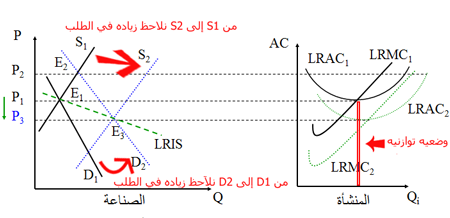 من S1 إلى S2 نلاحظ زياده في الطلب
P
S₁
S₂
E₂
P₂
P₁
E₁
P₃
E₃
LRIS
D₁
D₂
من D1 إلى D2 نلآحظ زياده في الطلب
Q
الصناعة
AC
LRAC₁
LRMC₁
LRAC₂
وضعيه توازنيه
LRMC₂
Qᵢ
المنشأة